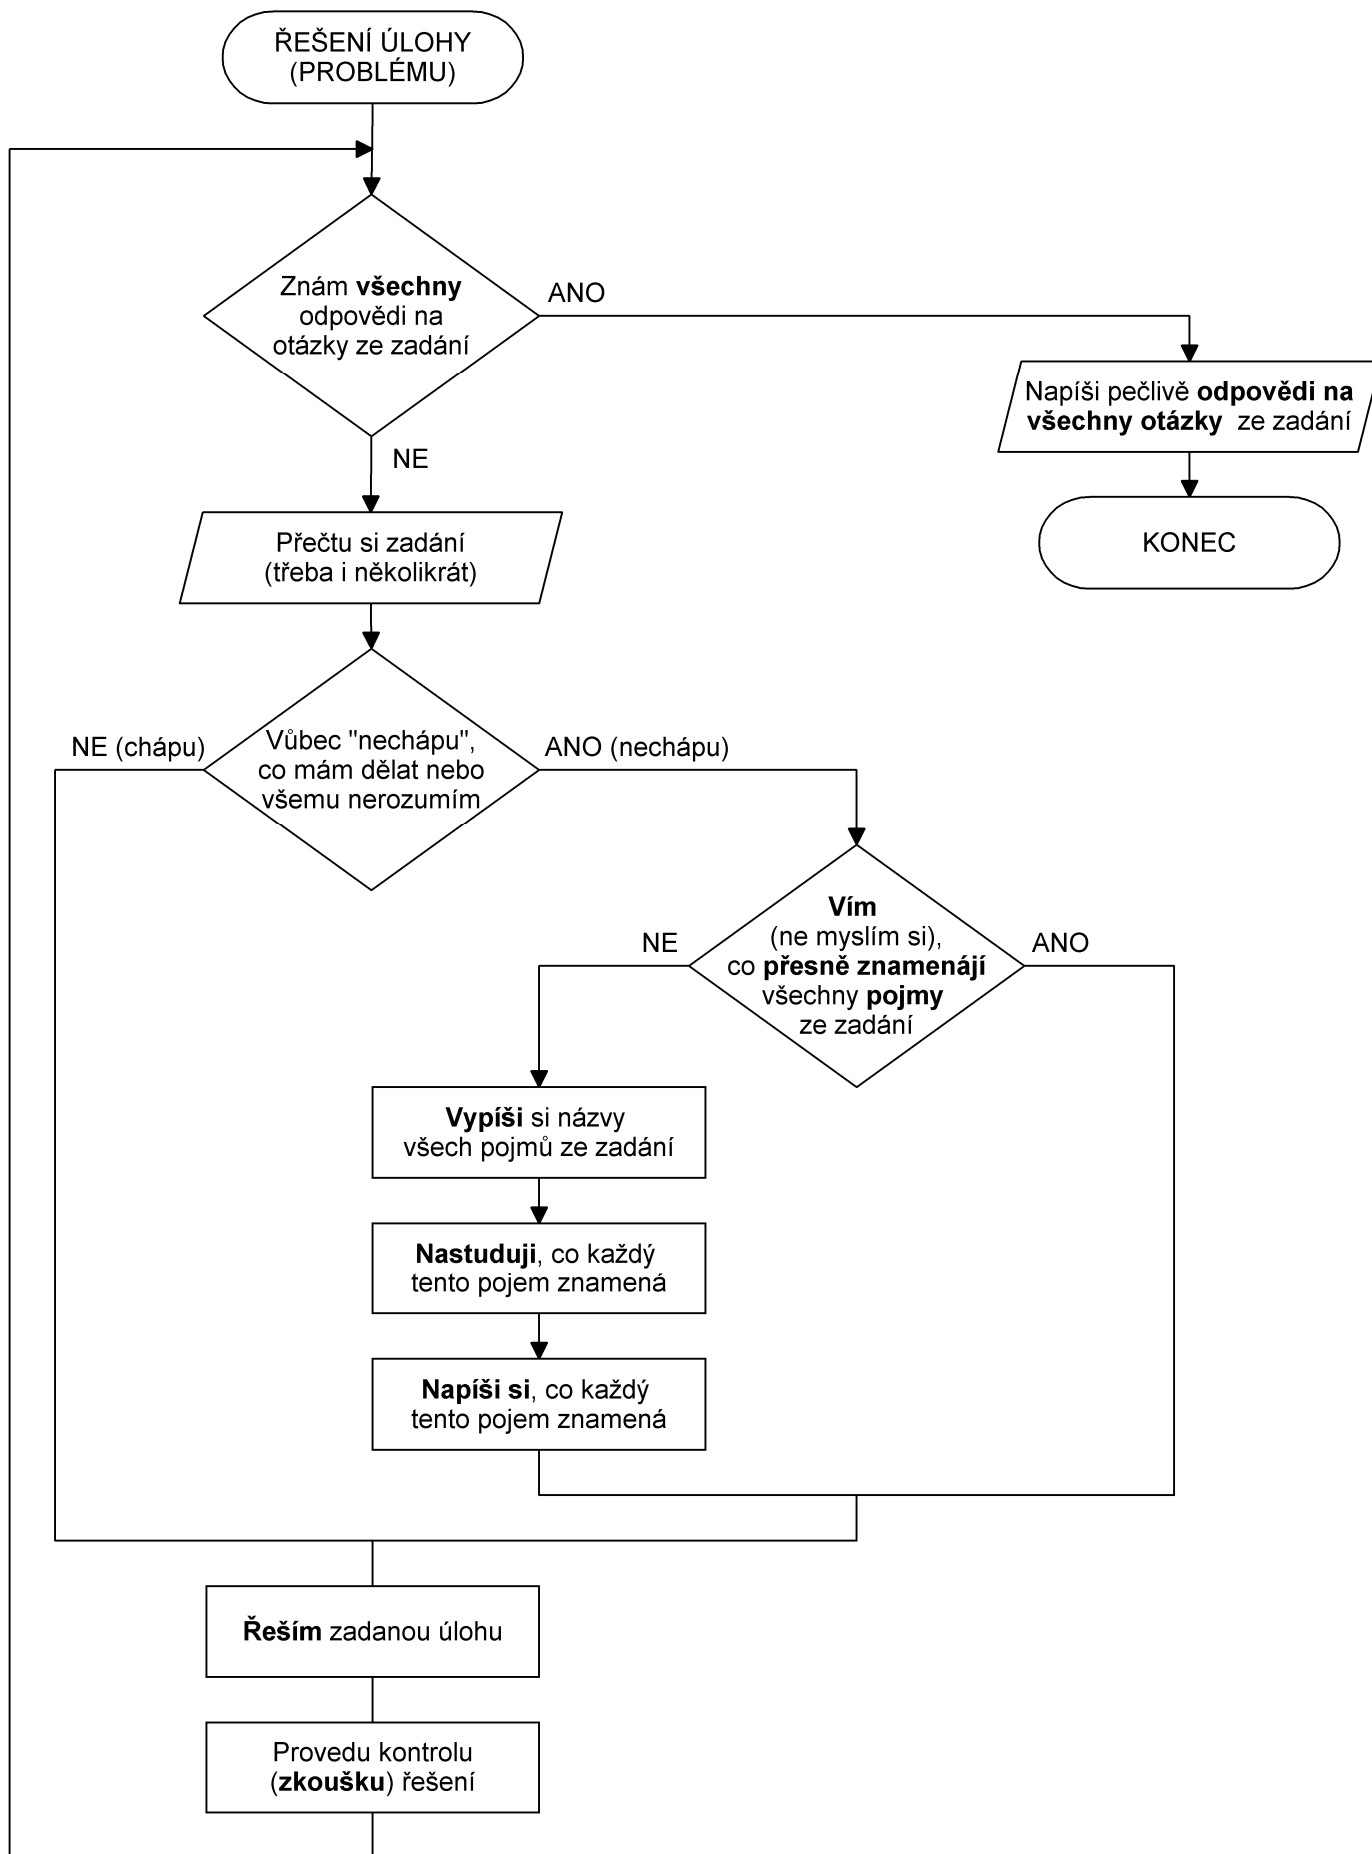 ŘEŠENÍ ÚLOHY
(PROBLÉMU)
Znám všechny
odpovědi na
otázky ze zadání
ANO
Napíši pečlivě odpovědi na
všechny otázky ze zadání
KONEC
NE
Přečtu si zadání
(třeba i několikrát)
NE (chápu)
Vůbec "nechápu",
co mám dělat nebo
všemu nerozumím
ANO (nechápu)
Vím
(ne myslím si),
co přesně znamenájí
všechny pojmy
ze zadání
NE
ANO
Vypíši si názvy
všech pojmů ze zadání
Nastuduji, co každý
tento pojem znamená
Napíši si, co každý
tento pojem znamená
Řeším zadanou úlohu
Provedu kontrolu
(zkoušku) řešení